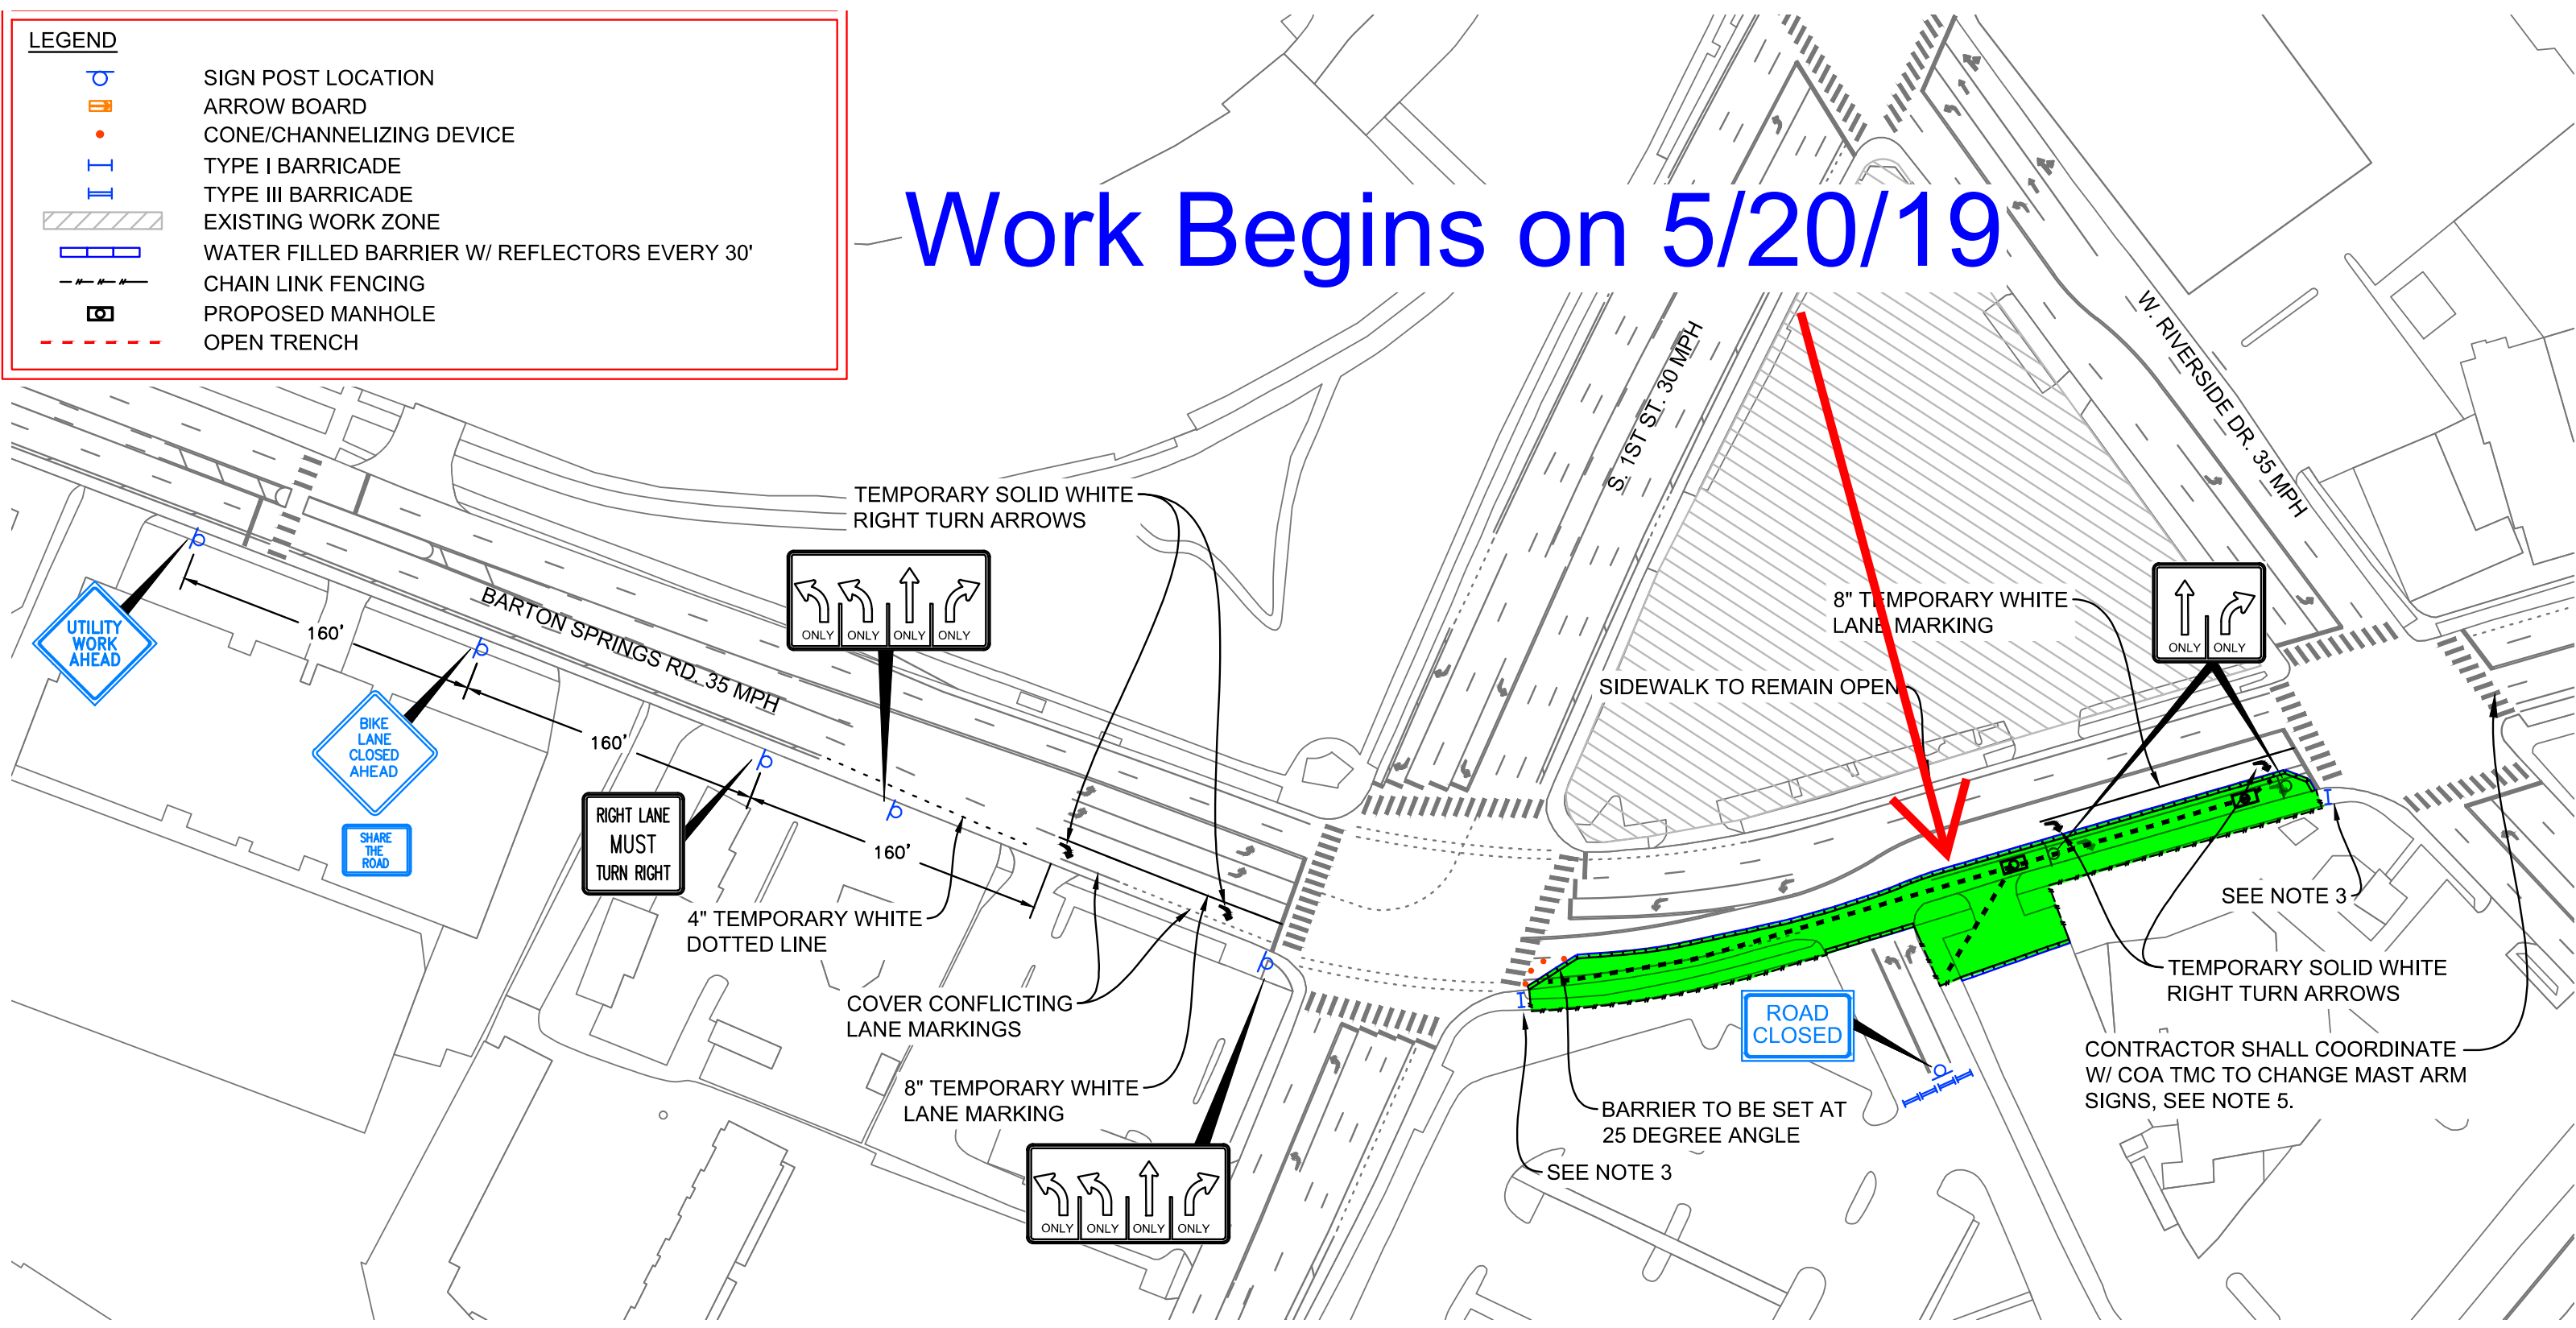 LEGEND
SIGN POST LOCATION
ARROW BOARD
CONE/CHANNELIZING DEVICE
TYPE I BARRICADE
TYPE III BARRICADE
EXISTING WORK ZONE
WATER FILLED BARRIER W/ REFLECTORS EVERY 30'
CHAIN LINK FENCING
PROPOSED MANHOLE
OPEN TRENCH
Work Begins on 5/20/19
S. 1ST ST. 30 MPH
W. RIVERSIDE DR. 35 MPH
BARTON SPRINGS RD. 35 MPH
UTILITY
WORK
AHEAD
160'
BIKE
LANE
CLOSED
AHEAD
SHARE
THE
ROAD
160'
RIGHT LANE
MUST
TURN RIGHT
160'
TEMPORARY SOLID WHITE
RIGHT TURN ARROWS
ONLY ONLY ONLY ONLY
4" TEMPORARY WHITE
DOTTED LINE
COVER CONFLICTING
LANE MARKINGS
8" TEMPORARY WHITE
LANE MARKING
ONLY ONLY ONLY ONLY
8" TEMPORARY WHITE
LANE MARKING
SIDEWALK TO REMAIN OPEN
ONLY ONLY
SEE NOTE 3
TEMPORARY SOLID WHITE
RIGHT TURN ARROWS
ROAD
CLOSED
CONTRACTOR SHALL COORDINATE
W/ COA TMC TO CHANGE MAST ARM
SIGNS, SEE NOTE 5.
BARRIER TO BE SET AT
25 DEGREE ANGLE
SEE NOTE 3